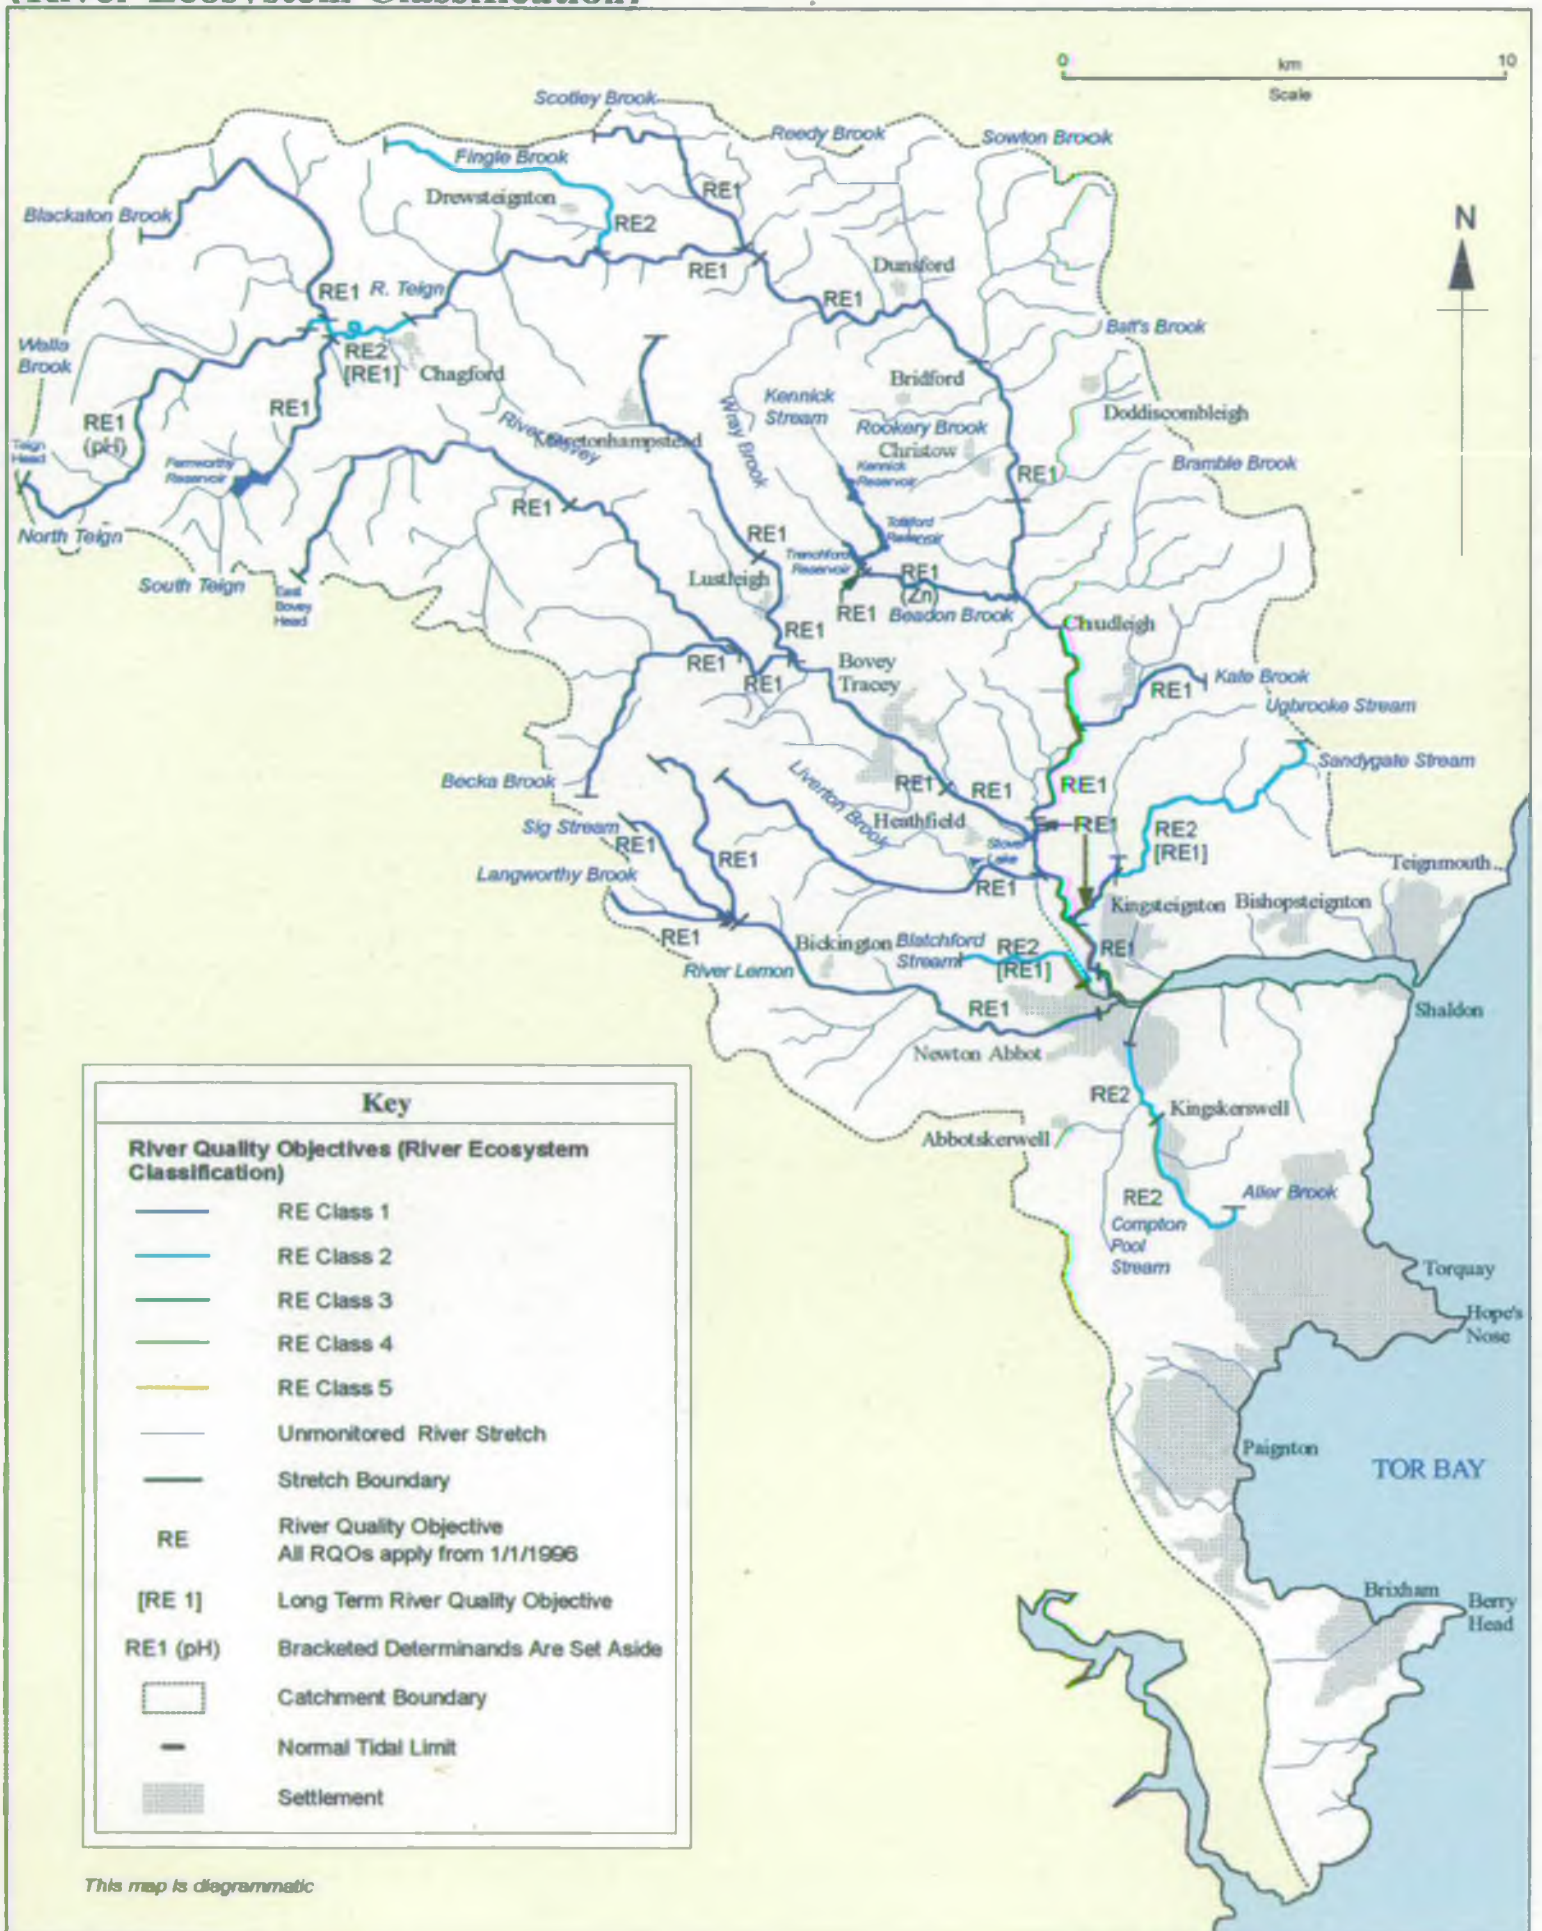 (River Ecosystem Classification)
0
km
10
Scale
N
Scotley Brook
Reedy Brook
Sowton Brook
Fingle Brook
Drewsteignton
RE1
Blackaton Brook
RE2
RE1
Dunsford
RE1
R. Teign
RE1
Batt's Brook
Walla
Brook
RE2
[RE1]
Chagford
Bridford
Kennick
Stream
Doddiscombleigh
RE1
RE1
(pH)
River Bovey
Moretonhampstead
Wray Brook
Rookery Brook
Christow
Teign
Head
Fernworthy
Reservoir
Kennick
Reservoir
RE1
Bramble Brook
RE1
North Teign
RE1
Tottiford
Reservoir
Trenchford
Reservoir
South Teign
East
Bovey
Head
Lustleigh
RE1
(Zn)
RE1
Beadon Brook
RE1
Chudleigh
RE1
RE1
Bovey
Tracey
RE1
Kate Brook
Ugbrooke Stream
Becka Brook
Liverton Brook
RE1
RE1
RE1
Sandygate Stream
Sig Stream
RE1
Heathfield
RE1
RE2
[RE1]
Stover
Lake
RE1
Teignmouth
Langworthy Brook
RE1
Kingsteignton
Bishopsteignton
RE1
Bickington
Blatchford
Stream
RE2
[RE1]
RE1
River Lemon
RE1
Shaldon
Newton Abbot
RE2
Kingskerswell
Abbotskerwell
RE2
Aller Brook
Compton
Pool
Stream
Torquay
Hope's
Nose
Paignton
TOR BAY
Brixham
Berry
Head
Key
River Quality Objectives (River Ecosystem
Classification)
RE Class 1
RE Class 2
RE Class 3
RE Class 4
RE Class 5
Unmonitored River Stretch
Stretch Boundary
RE
River Quality Objective
All RQOs apply from 1/1/1996
[RE 1]
Long Term River Quality Objective
RE1 (pH)
Bracketed Determinands Are Set Aside
Catchment Boundary
Normal Tidal Limit
Settlement
This map is diagrammatic